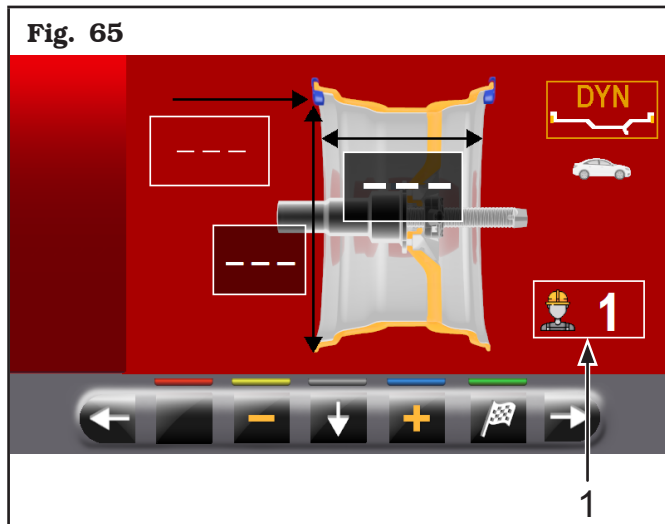 Fig. 65
DYN
– – –
– – –
– – –
1
1